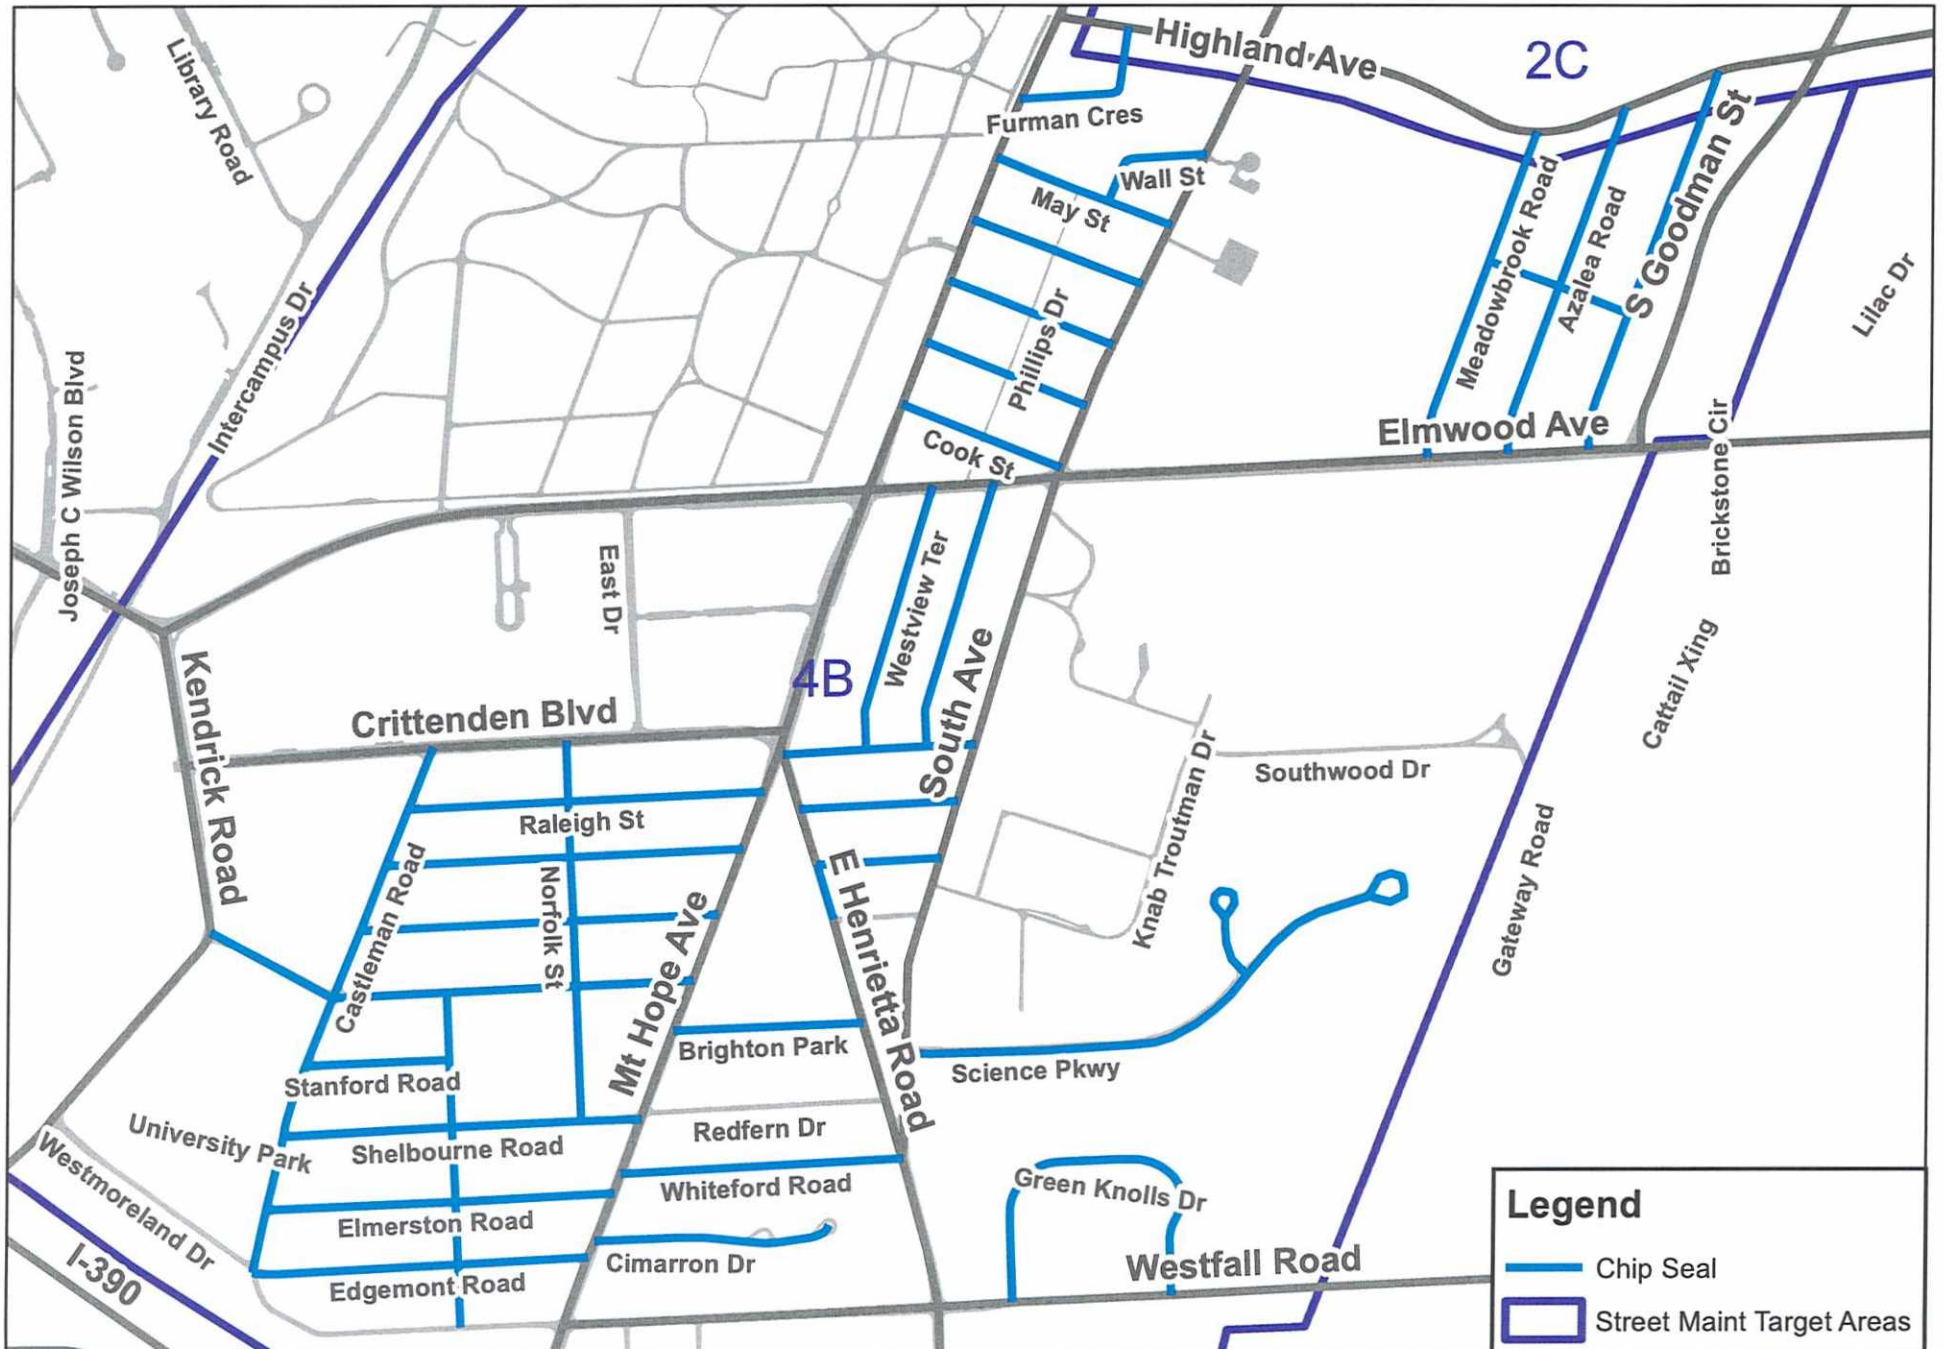 Highland Ave
2C
Library Road
Furman Cres
Wall St
May St
Meadowbrook Road
Azalea Road
S Goodman St
Lilac Dr
Intercampus Dr
Phillips Dr
Joseph C Wilson Blvd
Elmwood Ave
Cook St
Brickstone Cir
East Dr
Westview Ter
4B
South Ave
Cattail Xing
Kendrick Road
Crittenden Blvd
Southwood Dr
Knab Troutman Dr
Raleigh St
Castleman Road
Norfolk St
Mt Hope Ave
E Henrietta Road
Gateway Road
Brighton Park
Science Pkwy
Stanford Road
Redfern Dr
University Park
Shelbourne Road
Westmoreland Dr
Whiteford Road
Green Knolls Dr
Elmerston Road
Cimarron Dr
Westfall Road
I-390
Edgemont Road
Legend
Chip Seal
Street Maint Target Areas